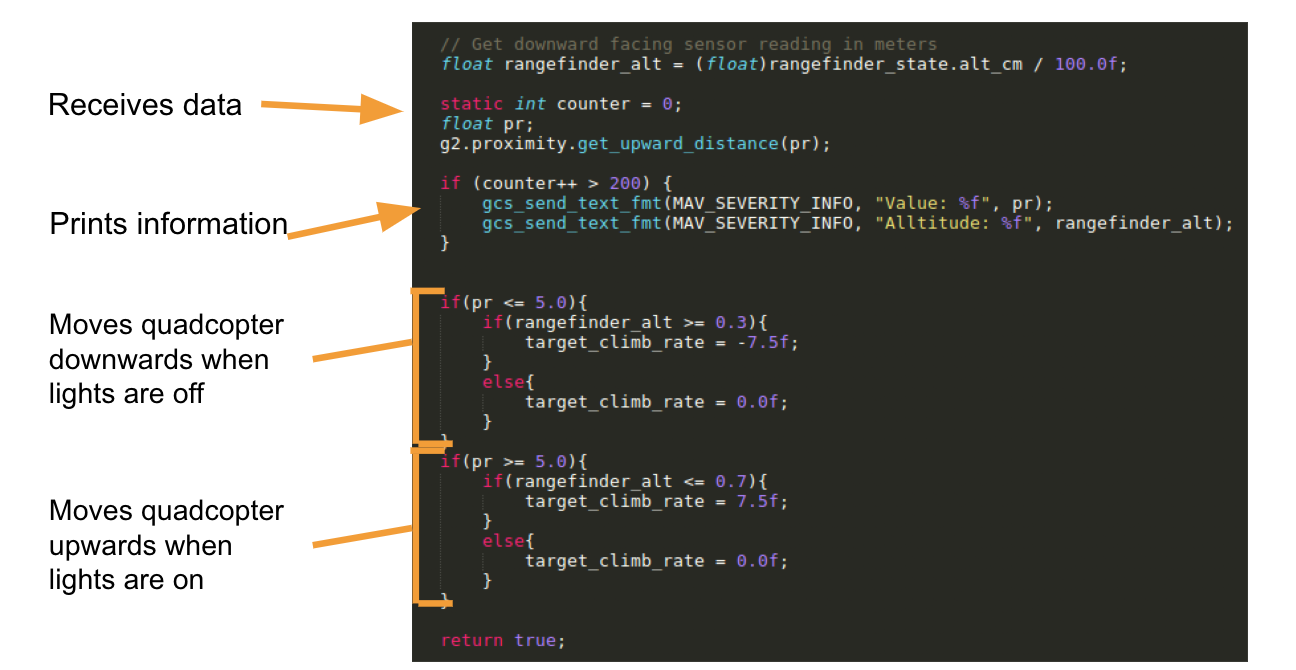 // Get downward facing sensor reading in meters
float rangefinder_alt = (float)rangefinder_state.alt_cm / 100.0f;
Receives data
static int counter = 0;
float pr;
g2.proximity.get_upward_distance(pr);
Prints information
if (counter++ > 200) {
gcs_send_text_fmt(MAV_SEVERITY_INFO, "Value: %f", pr);
gcs_send_text_fmt(MAV_SEVERITY_INFO, "Alltitude: %f", rangefinder_alt);
}
Moves quadcopter
downwards when
lights are off
if(pr <= 5.0){
if(rangefinder_alt >= 0.3){
target_climb_rate = -7.5f;
}
else{
target_climb_rate = 0.0f;
}
}
Moves quadcopter
upwards when
lights are on
if(pr >= 5.0){
if(rangefinder_alt <= 0.7){
target_climb_rate = 7.5f;
}
else{
target_climb_rate = 0.0f;
}
}
return true;